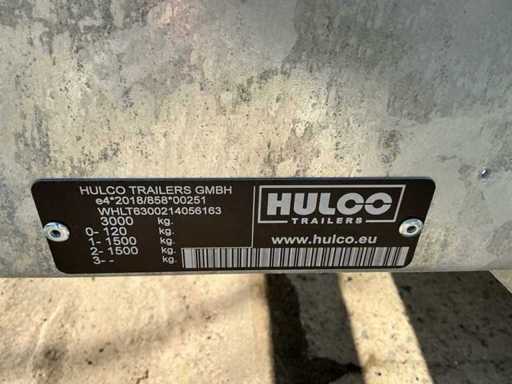 HULCO TRAILERS GMBH
e4*2018/858*00251
WHLT6300214056163
3000 kg.
0- 120 kg.
1- 1500 kg.
2- 1500 kg.
3- - kg.
HULCO
TRAILERS
www.hulco.eu